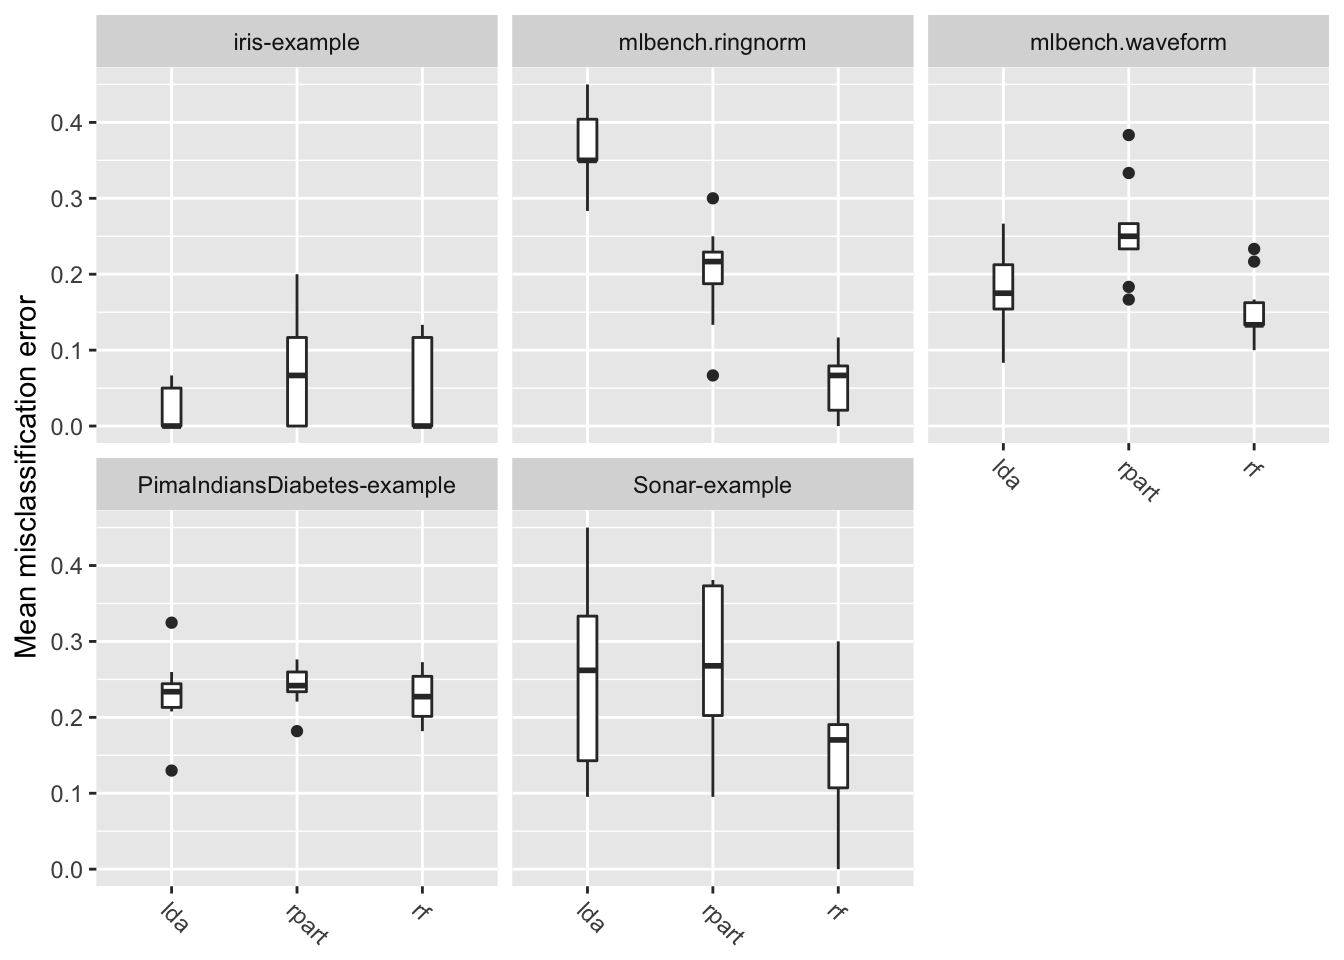 iris-example
mlbench.ringnorm
mlbench.waveform
0.4
0.3
0.2
0.1
0.0
lda
rpart
rf
PimaIndiansDiabetes-example
Sonar-example
0.4
0.3
0.2
0.1
0.0
lda
rpart
rf
lda
rpart
rf
Mean misclassification error